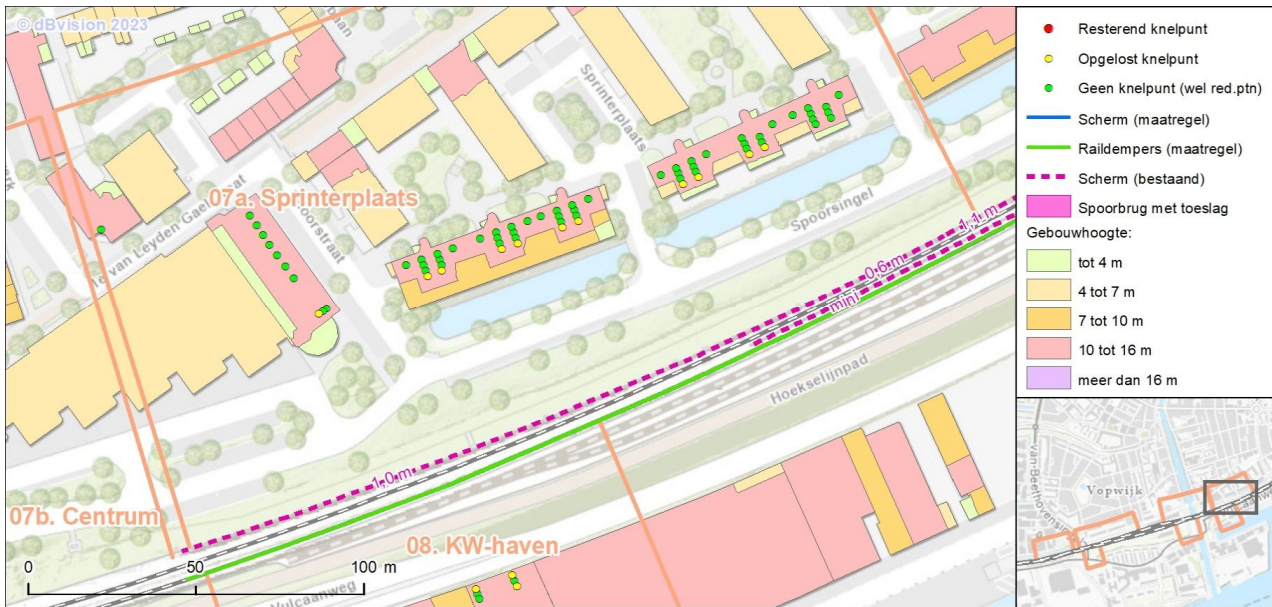 © dBvision 2023
07a. Sprinterplaats
Sprinterplaats
Spoorsingel
1,1 m
0,6 m
mini
Hoekselijnpad
1,0 m
07b. Centrum
08. KW-haven
0 50 100 m
Vulcaanweg
Resterend knelpunt
Opgelost knelpunt
Geen knelpunt (wel red.ptn)
Scherm (maatregel)
Raildempers (maatregel)
Scherm (bestaand)
Spoorbrug met toeslag
Gebouwhoogte:
tot 4 m
4 tot 7 m
7 tot 10 m
10 tot 16 m
meer dan 16 m
Vopwijk